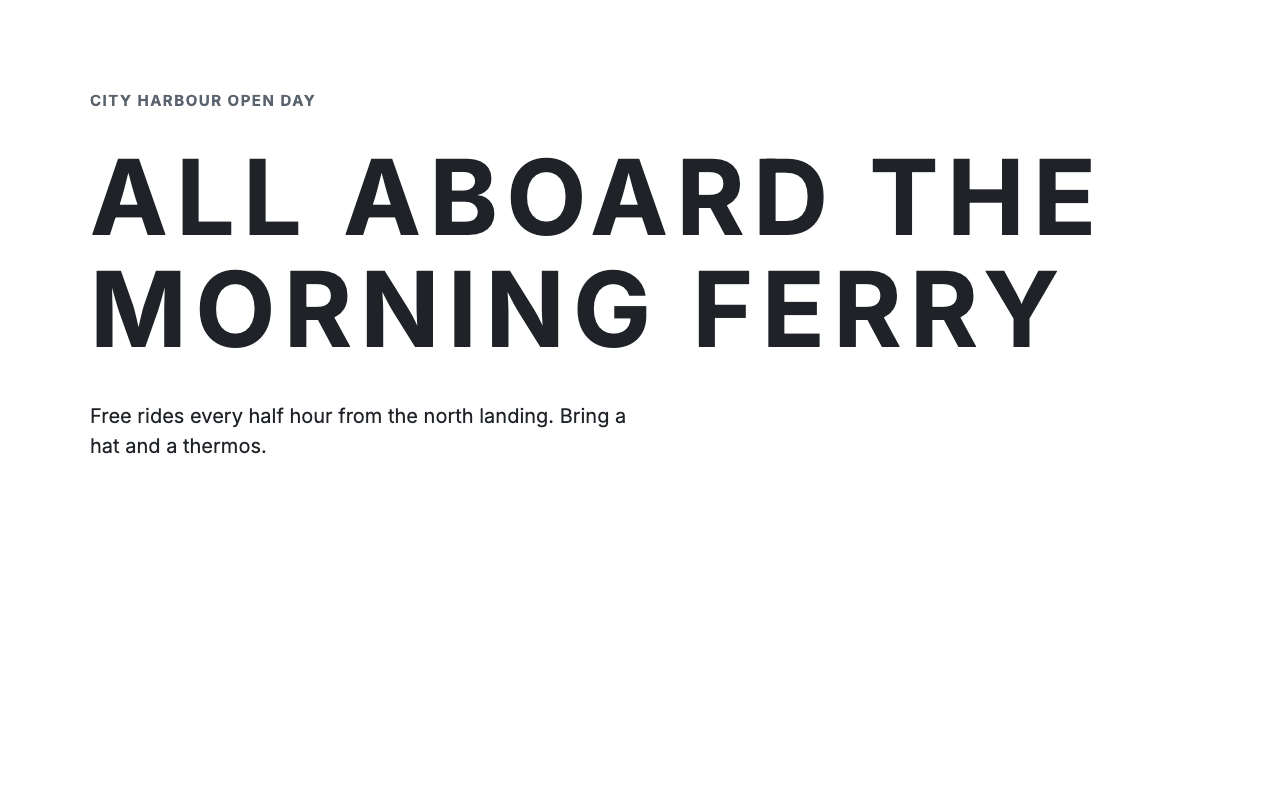 CITY HARBOUR OPEN DAY
ALL ABOARD THE
MORNING FERRY
Free rides every half hour from the north landing. Bring a
hat and a thermos.